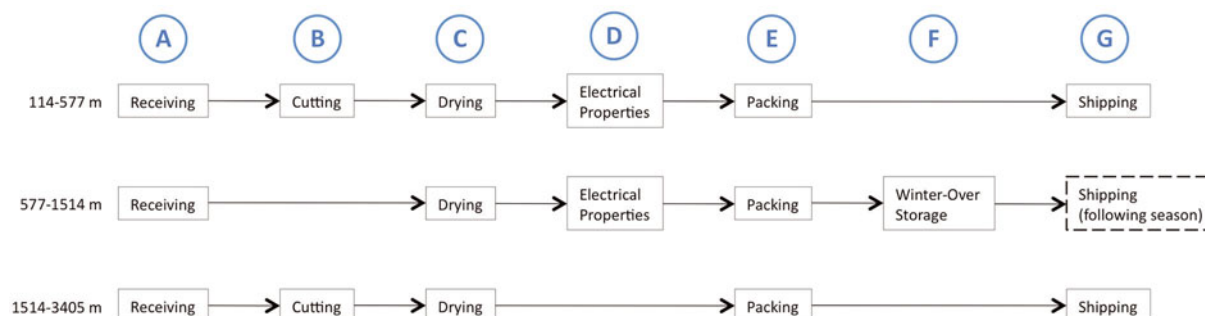 A B C D E F G
114-577 m Receiving Cutting Drying Electrical Properties Packing Shipping
577-1514 m Receiving Drying Electrical Properties Packing Winter-Over Storage Shipping (following season)
1514-3405 m Receiving Cutting Drying Packing Shipping